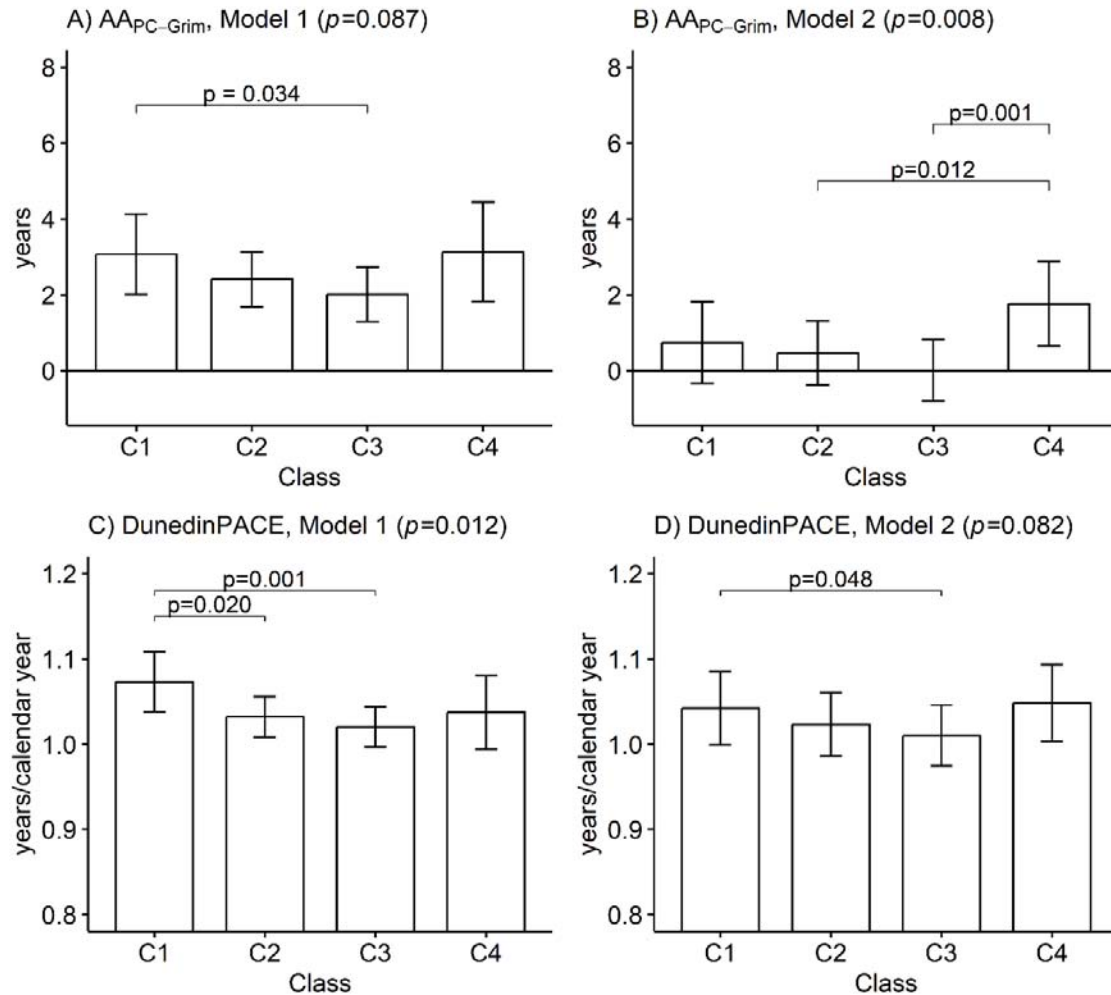 A) AAPC–Grim, Model 1 (p=0.087)
8
6
4
2
0
years
p = 0.034
C1 C2 C3 C4
Class
B) AAPC–Grim, Model 2 (p=0.008)
8
6
4
2
0
years
p=0.001
p=0.012
C1 C2 C3 C4
Class
C) DunedinPACE, Model 1 (p=0.012)
1.2
1.1
1.0
0.9
0.8
years/calendar year
p=0.001
p=0.020
C1 C2 C3 C4
Class
D) DunedinPACE, Model 2 (p=0.082)
1.2
1.1
1.0
0.9
0.8
years/calendar year
p=0.048
C1 C2 C3 C4
Class